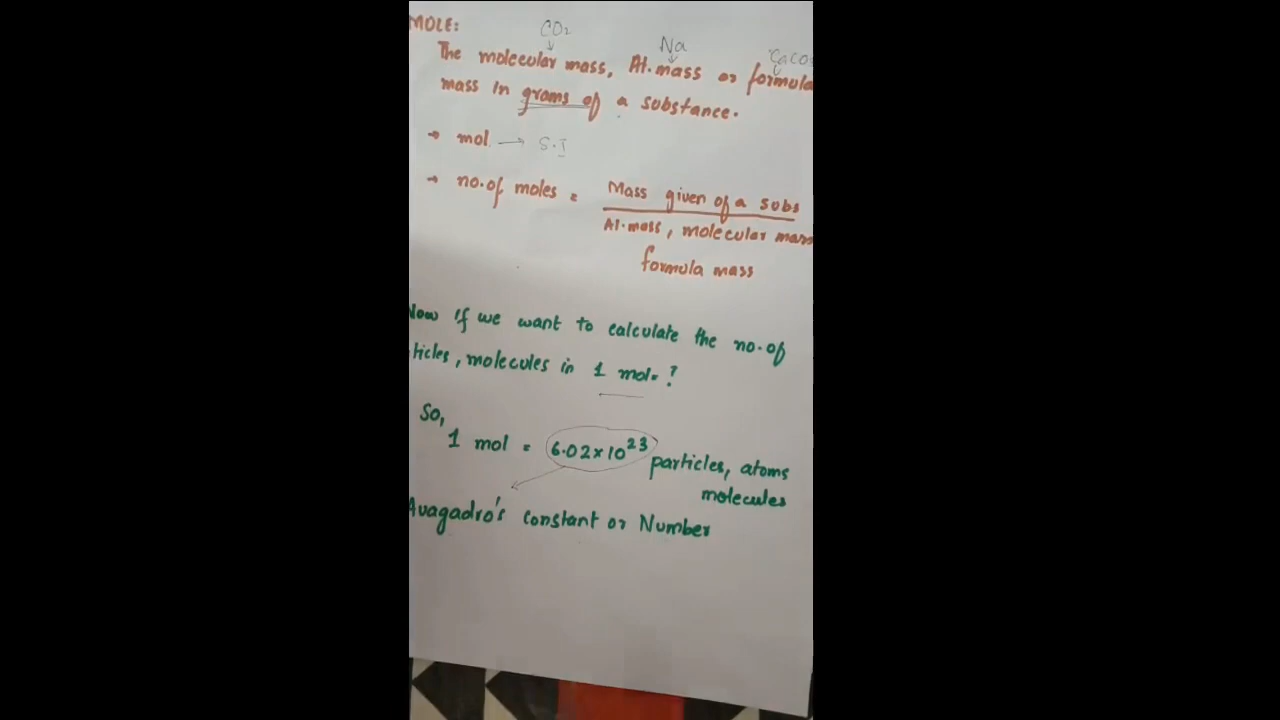 MOLE:
CO2
Na
CaCO
The molecular mass, At.mass or formula
mass in grams of a substance.
→ mol → S.I
→ no.of moles = Mass given of a subs
At.mass, molecular mass
formula mass
Now if we want to calculate the no.of
ticles, molecules in 1 mol?
So,
1 mol = 6.02×10²³ particles, atoms
molecules
Avagadro's constant or Number